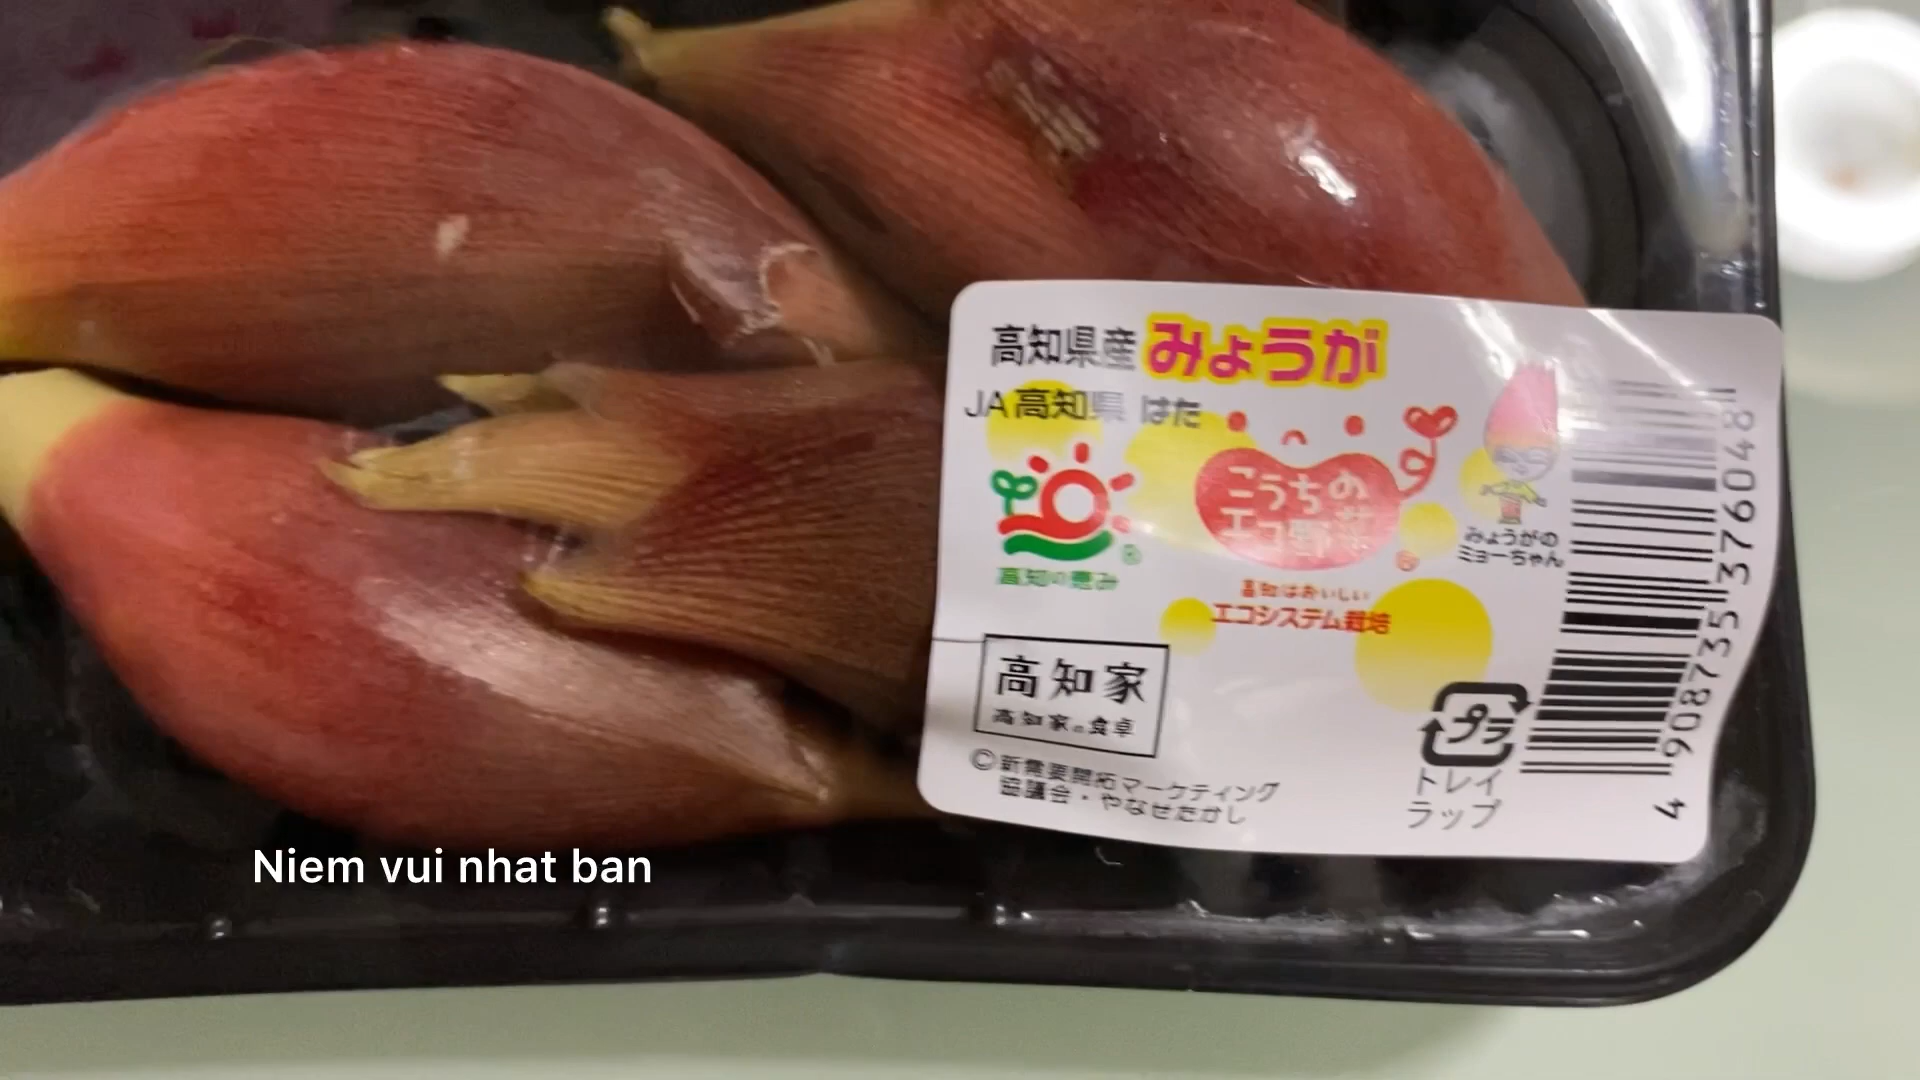 高知県産 みょうが
JA高知県 はた
こうちの
エコ野菜
高知の恵み
高知はおいしい
エコシステム栽培
みょうがの
ミョーちゃん
高知家
高知家の食卓
©新需要開拓マーケティング
協議会・やなせたかし
プラ
トレイ
ラップ
4 908735 376048
Niem vui nhat ban